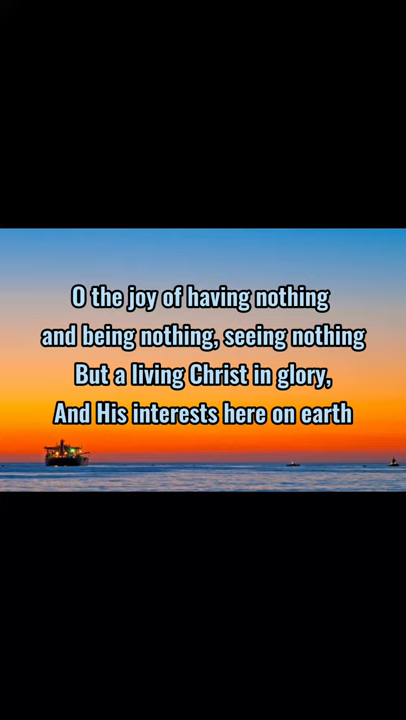 O the joy of having nothing
and being nothing, seeing nothing
But a living Christ in glory,
And His interests here on earth